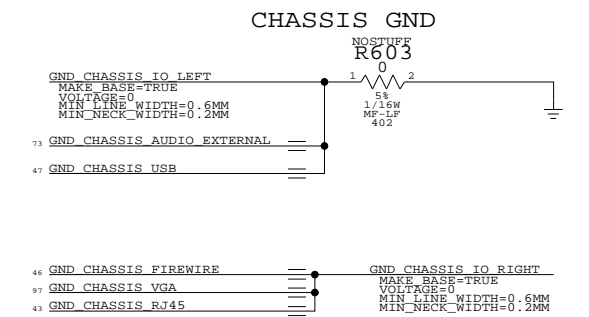 CHASSIS GND
NOSTUFF
R603
0
GND_CHASSIS_IO_LEFT
1 2
MAKE_BASE=TRUE
VOLTAGE=0
MIN_LINE_WIDTH=0.6MM
MIN_NECK_WIDTH=0.2MM
5%
1/16W
MF-LF
402
73 GND_CHASSIS_AUDIO_EXTERNAL
47 GND_CHASSIS_USB
46 GND_CHASSIS_FIREWIRE
GND_CHASSIS_IO_RIGHT
97 GND_CHASSIS_VGA
43 GND_CHASSIS_RJ45
MAKE_BASE=TRUE
VOLTAGE=0
MIN_LINE_WIDTH=0.6MM
MIN_NECK_WIDTH=0.2MM